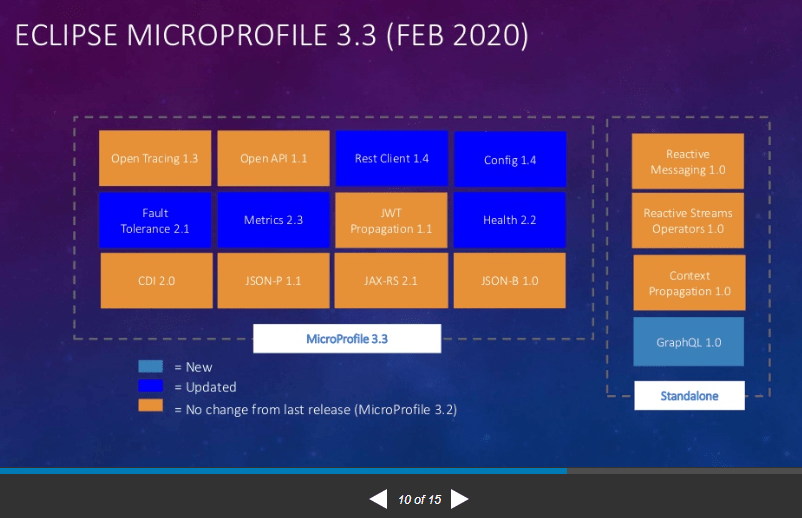 ECLIPSE MICROPROFILE 3.3 (FEB 2020)
Open Tracing 1.3
Open API 1.1
Rest Client 1.4
Config 1.4
Fault
Tolerance 2.1
Metrics 2.3
JWT
Propagation 1.1
Health 2.2
CDI 2.0
JSON-P 1.1
JAX-RS 2.1
JSON-B 1.0
MicroProfile 3.3
Reactive
Messaging 1.0
Reactive Streams
Operators 1.0
Context
Propagation 1.0
GraphQL 1.0
Standalone
= New
= Updated
= No change from last release (MicroProfile 3.2)
10 of 15